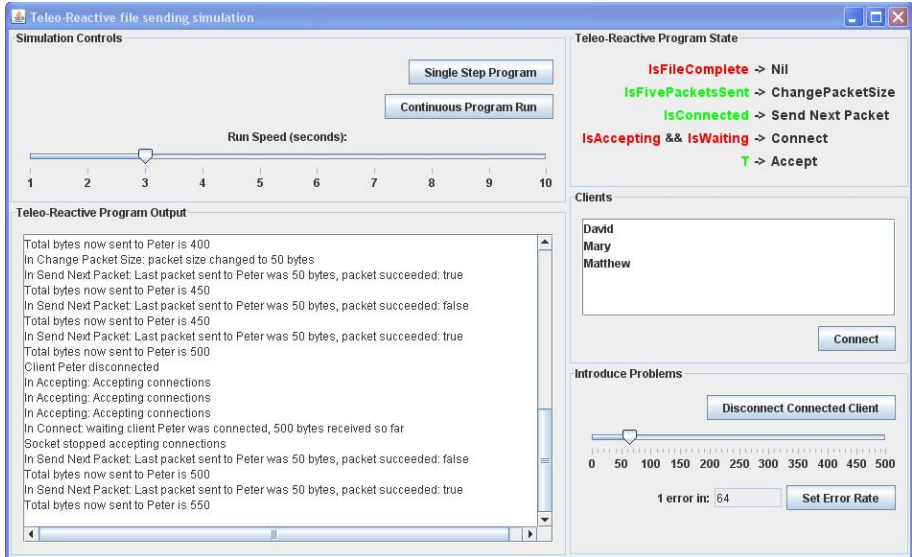 Teleo-Reactive file sending simulation
Simulation Controls
Single Step Program
Continuous Program Run
Run Speed (seconds):
1 2 3 4 5 6 7 8 9 10
Teleo-Reactive Program Output
Total bytes now sent to Peter is 400
In Change Packet Size: packet size changed to 50 bytes
In Send Next Packet: Last packet sent to Peter was 50 bytes, packet succeeded: true
Total bytes now sent to Peter is 450
In Send Next Packet: Last packet sent to Peter was 50 bytes, packet succeeded: false
Total bytes now sent to Peter is 450
In Send Next Packet: Last packet sent to Peter was 50 bytes, packet succeeded: true
Total bytes now sent to Peter is 500
Client Peter disconnected
In Accepting: Accepting connections
In Accepting: Accepting connections
In Accepting: Accepting connections
In Connect: waiting client Peter was connected, 500 bytes received so far
Socket stopped accepting connections
In Send Next Packet: Last packet sent to Peter was 50 bytes, packet succeeded: false
Total bytes now sent to Peter is 500
In Send Next Packet: Last packet sent to Peter was 50 bytes, packet succeeded: true
Total bytes now sent to Peter is 550
Teleo-Reactive Program State
IsFileComplete -> Nil
IsFivePacketsSent -> ChangePacketSize
IsConnected -> Send Next Packet
IsAccepting && IsWaiting -> Connect
T -> Accept
Clients
David
Mary
Matthew
Connect
Introduce Problems
Disconnect Connected Client
0 50 100 150 200 250 300 350 400 450 500
1 error in: 64 Set Error Rate